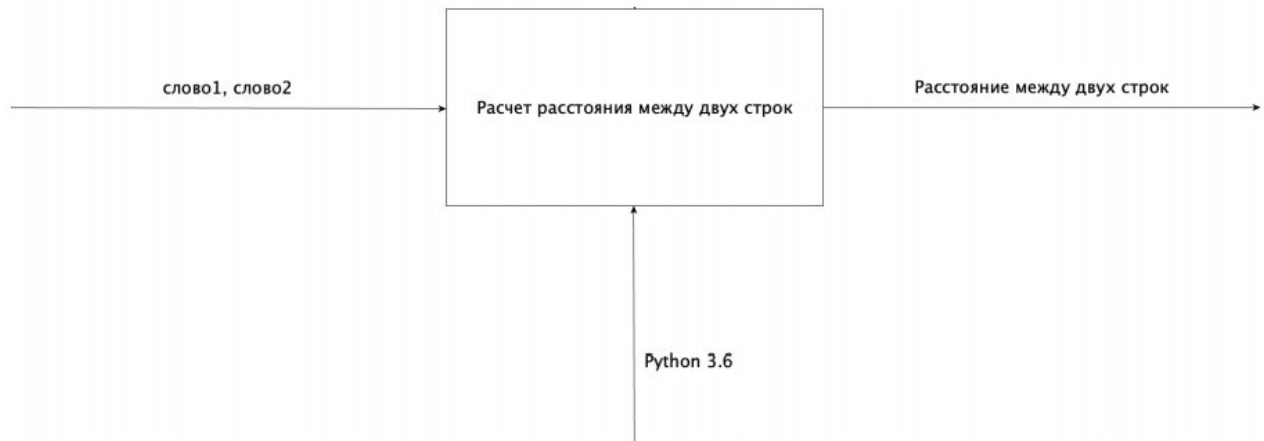 слово1, слово2
Расчет расстояния между двух строк
Расстояние между двух строк
Python 3.6